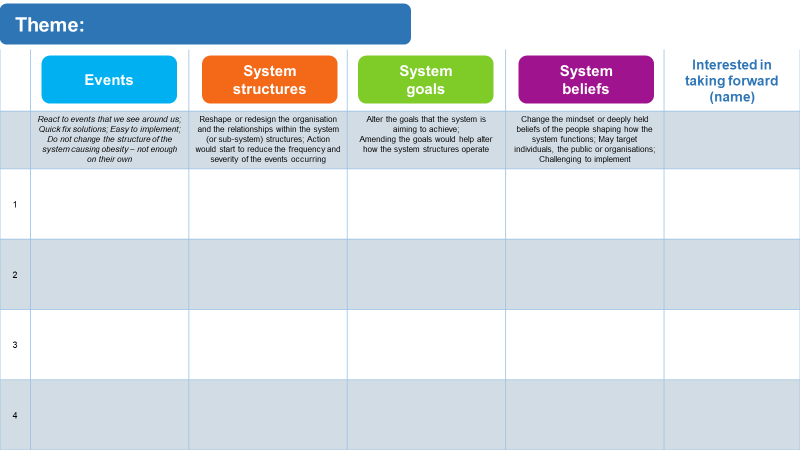 Theme:
Events
System
structures
System
goals
System
beliefs
Interested in
taking forward
(name)
React to events that we see around us;
Quick fix solutions; Easy to implement;
Do not change the structure of the
system causing obesity – not enough
on their own
Reshape or redesign the organisation
and the relationships within the system
(or sub-system) structures; Action
would start to reduce the frequency and
severity of the events occurring
Alter the goals that the system is
aiming to achieve;
Amending the goals would help alter
how the system structures operate
Change the mindset or deeply held
beliefs of the people shaping how the
system functions; May target
individuals, the public or organisations;
Challenging to implement
1
2
3
4